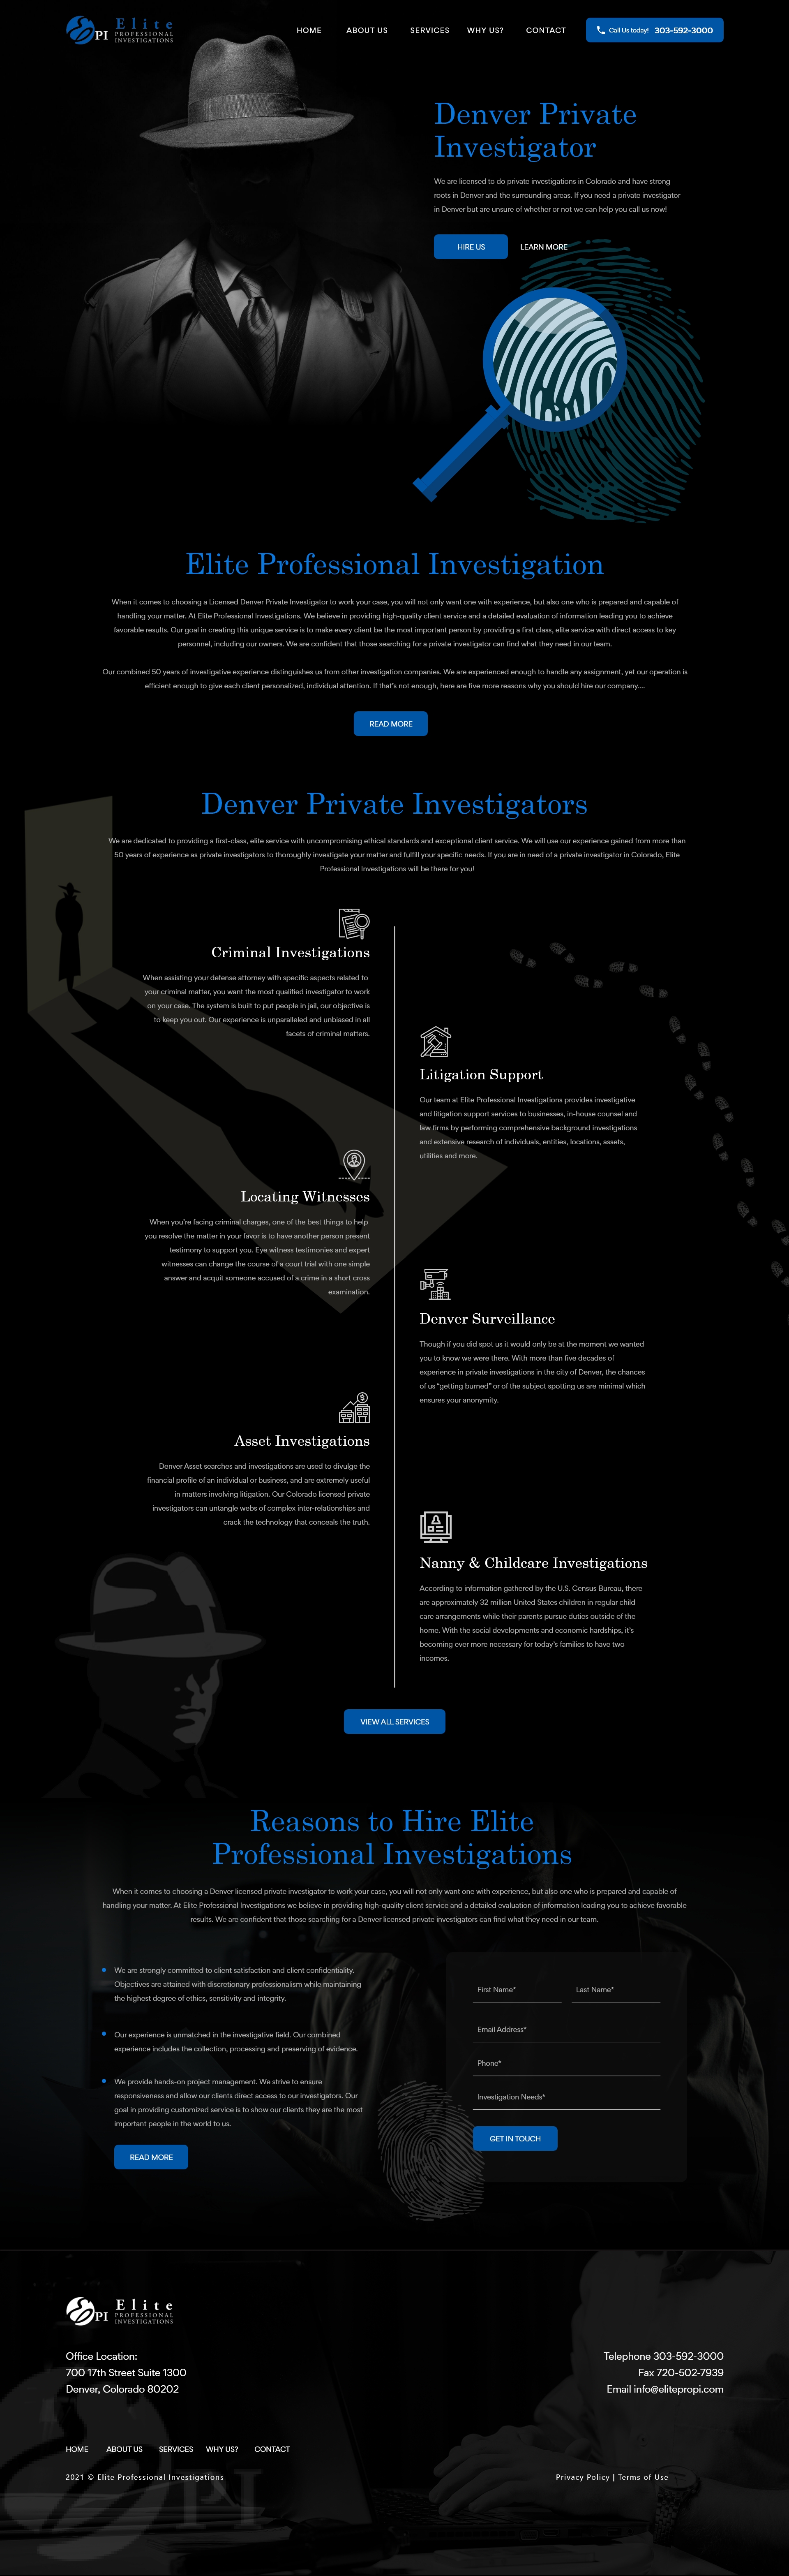 Elite
PI PROFESSIONAL
INVESTIGATIONS
HOME ABOUT US SERVICES WHY US? CONTACT Call Us today! 303-592-3000
Denver Private
Investigator
We are licensed to do private investigations in Colorado and have strong
roots in Denver and the surrounding areas. If you need a private investigator
in Denver but are unsure of whether or not we can help you call us now!
HIRE US LEARN MORE
Elite Professional Investigation
When it comes to choosing a Licensed Denver Private Investigator to work your case, you will not only want one with experience, but also one who is prepared and capable of
handling your matter. At Elite Professional Investigations. We believe in providing high-quality client service and a detailed evaluation of information leading you to achieve
favorable results. Our goal in creating this unique service is to make every client be the most important person by providing a first class, elite service with direct access to key
personnel, including our owners. We are confident that those searching for a private investigator can find what they need in our team.
Our combined 50 years of investigative experience distinguishes us from other investigation companies. We are experienced enough to handle any assignment, yet our operation is
efficient enough to give each client personalized, individual attention. If that's not enough, here are five more reasons why you should hire our company....
READ MORE
Denver Private Investigators
We are dedicated to providing a first-class, elite service with uncompromising ethical standards and exceptional client service. We will use our experience gained from more than
50 years of experience as private investigators to thoroughly investigate your matter and fulfill your specific needs. If you are in need of a private investigator in Colorado, Elite
Professional Investigations will be there for you!
Criminal Investigations
When assisting your defense attorney with specific aspects related to
your criminal matter, you want the most qualified investigator to work
on your case. The system is built to put people in jail, our objective is
to keep you out. Our experience is unparalleled and unbiased in all
facets of criminal matters.
Litigation Support
Our team at Elite Professional Investigations provides investigative
and litigation support services to businesses, in-house counsel and
law firms by performing comprehensive background investigations
and extensive research of individuals, entities, locations, assets,
utilities and more.
Locating Witnesses
When you're facing criminal charges, one of the best things to help
you resolve the matter in your favor is to have another person present
testimony to support you. Eye witness testimonies and expert
witnesses can change the course of a court trial with one simple
answer and acquit someone accused of a crime in a short cross
examination.
Denver Surveillance
Though if you did spot us it would only be at the moment we wanted
you to know we were there. With more than five decades of
experience in private investigations in the city of Denver, the chances
of us "getting burned" or of the subject spotting us are minimal which
ensures your anonymity.
Asset Investigations
Denver Asset searches and investigations are used to divulge the
financial profile of an individual or business, and are extremely useful
in matters involving litigation. Our Colorado licensed private
investigators can untangle webs of complex inter-relationships and
crack the technology that conceals the truth.
Nanny & Childcare Investigations
According to information gathered by the U.S. Census Bureau, there
are approximately 32 million United States children in regular child
care arrangements while their parents pursue duties outside of the
home. With the social developments and economic hardships, it's
becoming ever more necessary for today's families to have two
incomes.
VIEW ALL SERVICES
Reasons to Hire Elite
Professional Investigations
When it comes to choosing a Denver licensed private investigator to work your case, you will not only want one with experience, but also one who is prepared and capable of
handling your matter. At Elite Professional Investigations we believe in providing high-quality client service and a detailed evaluation of information leading you to achieve favorable
results. We are confident that those searching for a Denver licensed private investigators can find what they need in our team.
We are strongly committed to client satisfaction and client confidentiality.
Objectives are attained with discretionary professionalism while maintaining
the highest degree of ethics, sensitivity and integrity.
Our experience is unmatched in the investigative field. Our combined
experience includes the collection, processing and preserving of evidence.
We provide hands-on project management. We strive to ensure
responsiveness and allow our clients direct access to our investigators. Our
goal in providing customized service is to show our clients they are the most
important people in the world to us.
READ MORE
First Name* Last Name*
Email Address*
Phone*
Investigation Needs*
GET IN TOUCH
Elite
PI PROFESSIONAL
INVESTIGATIONS
Office Location:
700 17th Street Suite 1300
Denver, Colorado 80202
Telephone 303-592-3000
Fax 720-502-7939
Email info@elitepropi.com
HOME ABOUT US SERVICES WHY US? CONTACT
2021 © Elite Professional Investigations
Privacy Policy | Terms of Use
PI